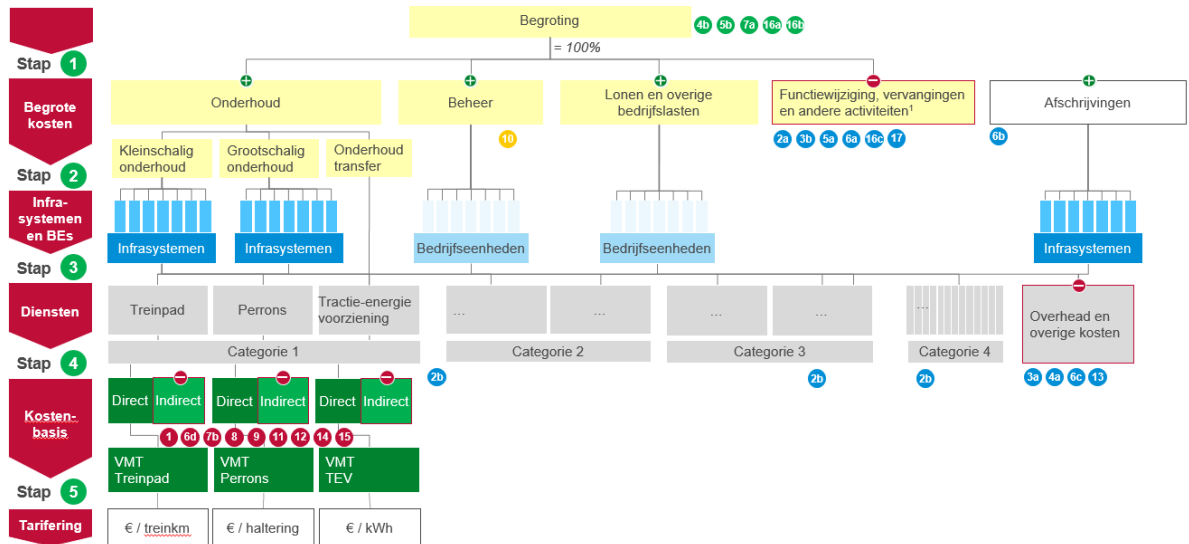 Begroting
4b 5b 7a 16a 16b
= 100%
Stap 1
Begrote
kosten
Onderhoud
Beheer
Lonen en overige
bedrijfslasten
Functiewijziging, vervangingen
en andere activiteiten¹
Afschrijvingen
10
2a 3b 5a 6a 16c 17
6b
Kleinschalig
onderhoud
Grootschalig
onderhoud
Onderhoud
transfer
Stap 2
Infra-
systemen
en BEs
Infrasystemen
Infrasystemen
Bedrijfseenheden
Bedrijfseenheden
Infrasystemen
Stap 3
Diensten
Treinpad
Perrons
Tractie-energie
voorziening
...
...
...
...
...
Overhead en
overige kosten
Categorie 1
Categorie 2
Categorie 3
Categorie 4
Stap 4
2b
2b
2b
3a 4a 6c 13
Kosten-
basis
Direct
Indirect
Direct
Indirect
Direct
Indirect
1 6d 7b 8 9 11 12 14 15
VMT
Treinpad
VMT
Perrons
VMT
TEV
Stap 5
Tarifering
€ / treinkm
€ / haltering
€ / kWh